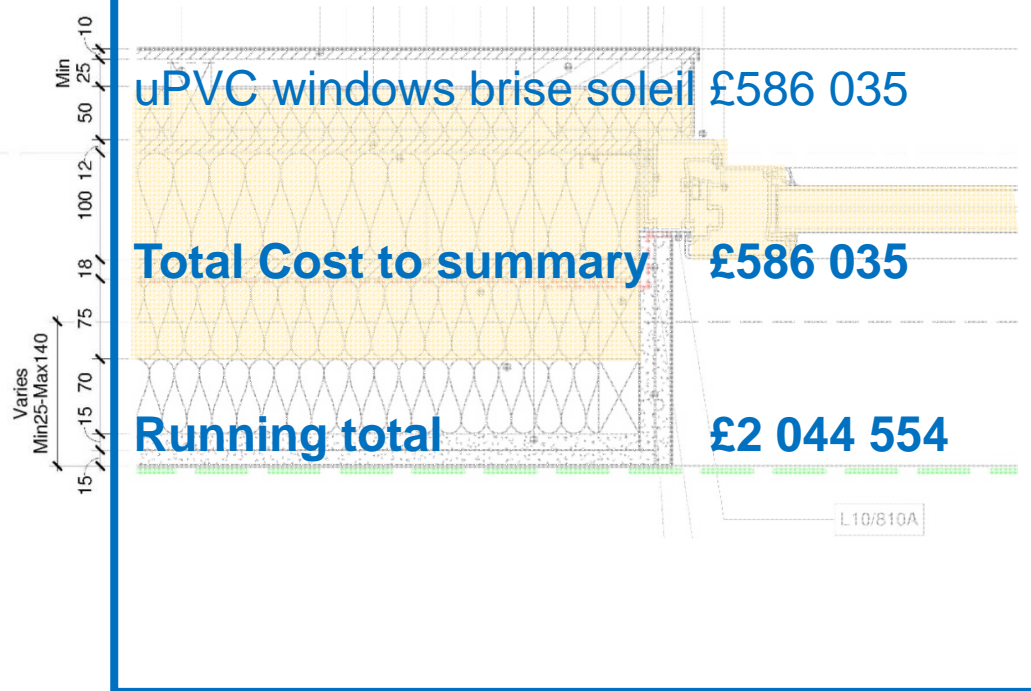 10
Min
25
uPVC windows brise soleil £586 035
50
12
100
18
Total Cost to summary £586 035
75
Varies
Min25-Max140
70
15
Running total £2 044 554
15
L10/810A